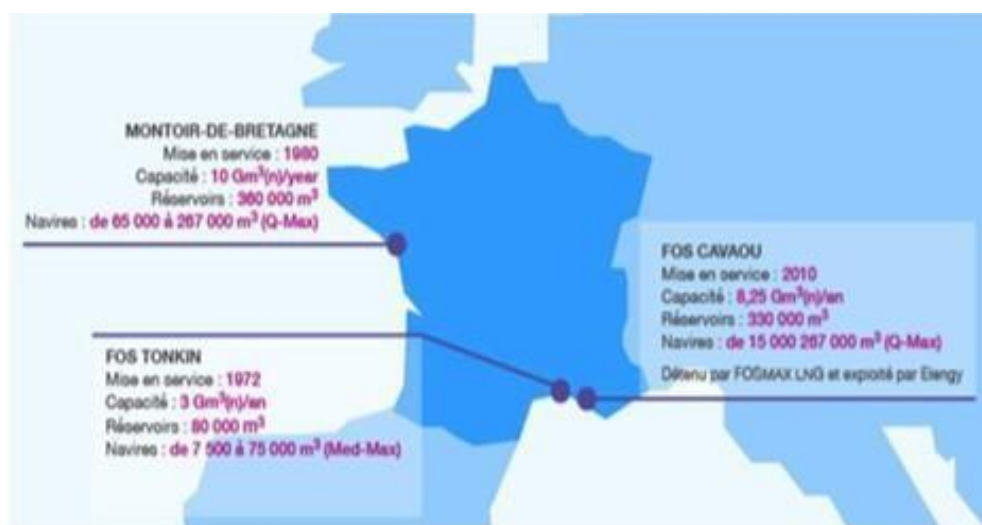 MONTOIR-DE-BRETAGNE
Mise en service : 1980
Capacité : 10 Gm³(n)/year
Réservoirs : 360 000 m³
Navires : de 65 000 à 267 000 m³ (Q-Max)
FOS TONKIN
Mise en service : 1972
Capacité : 3 Gm³(n)/an
Réservoirs : 80 000 m³
Navires : de 7 500 à 75 000 m³ (Med-Max)
FOS CAVAOU
Mise en service : 2010
Capacité : 8,25 Gm³(n)/an
Réservoirs : 330 000 m³
Navires : de 15 000 267 000 m³ (Q-Max)
Détenu par FOSMAX LNG et exploité par Elengy